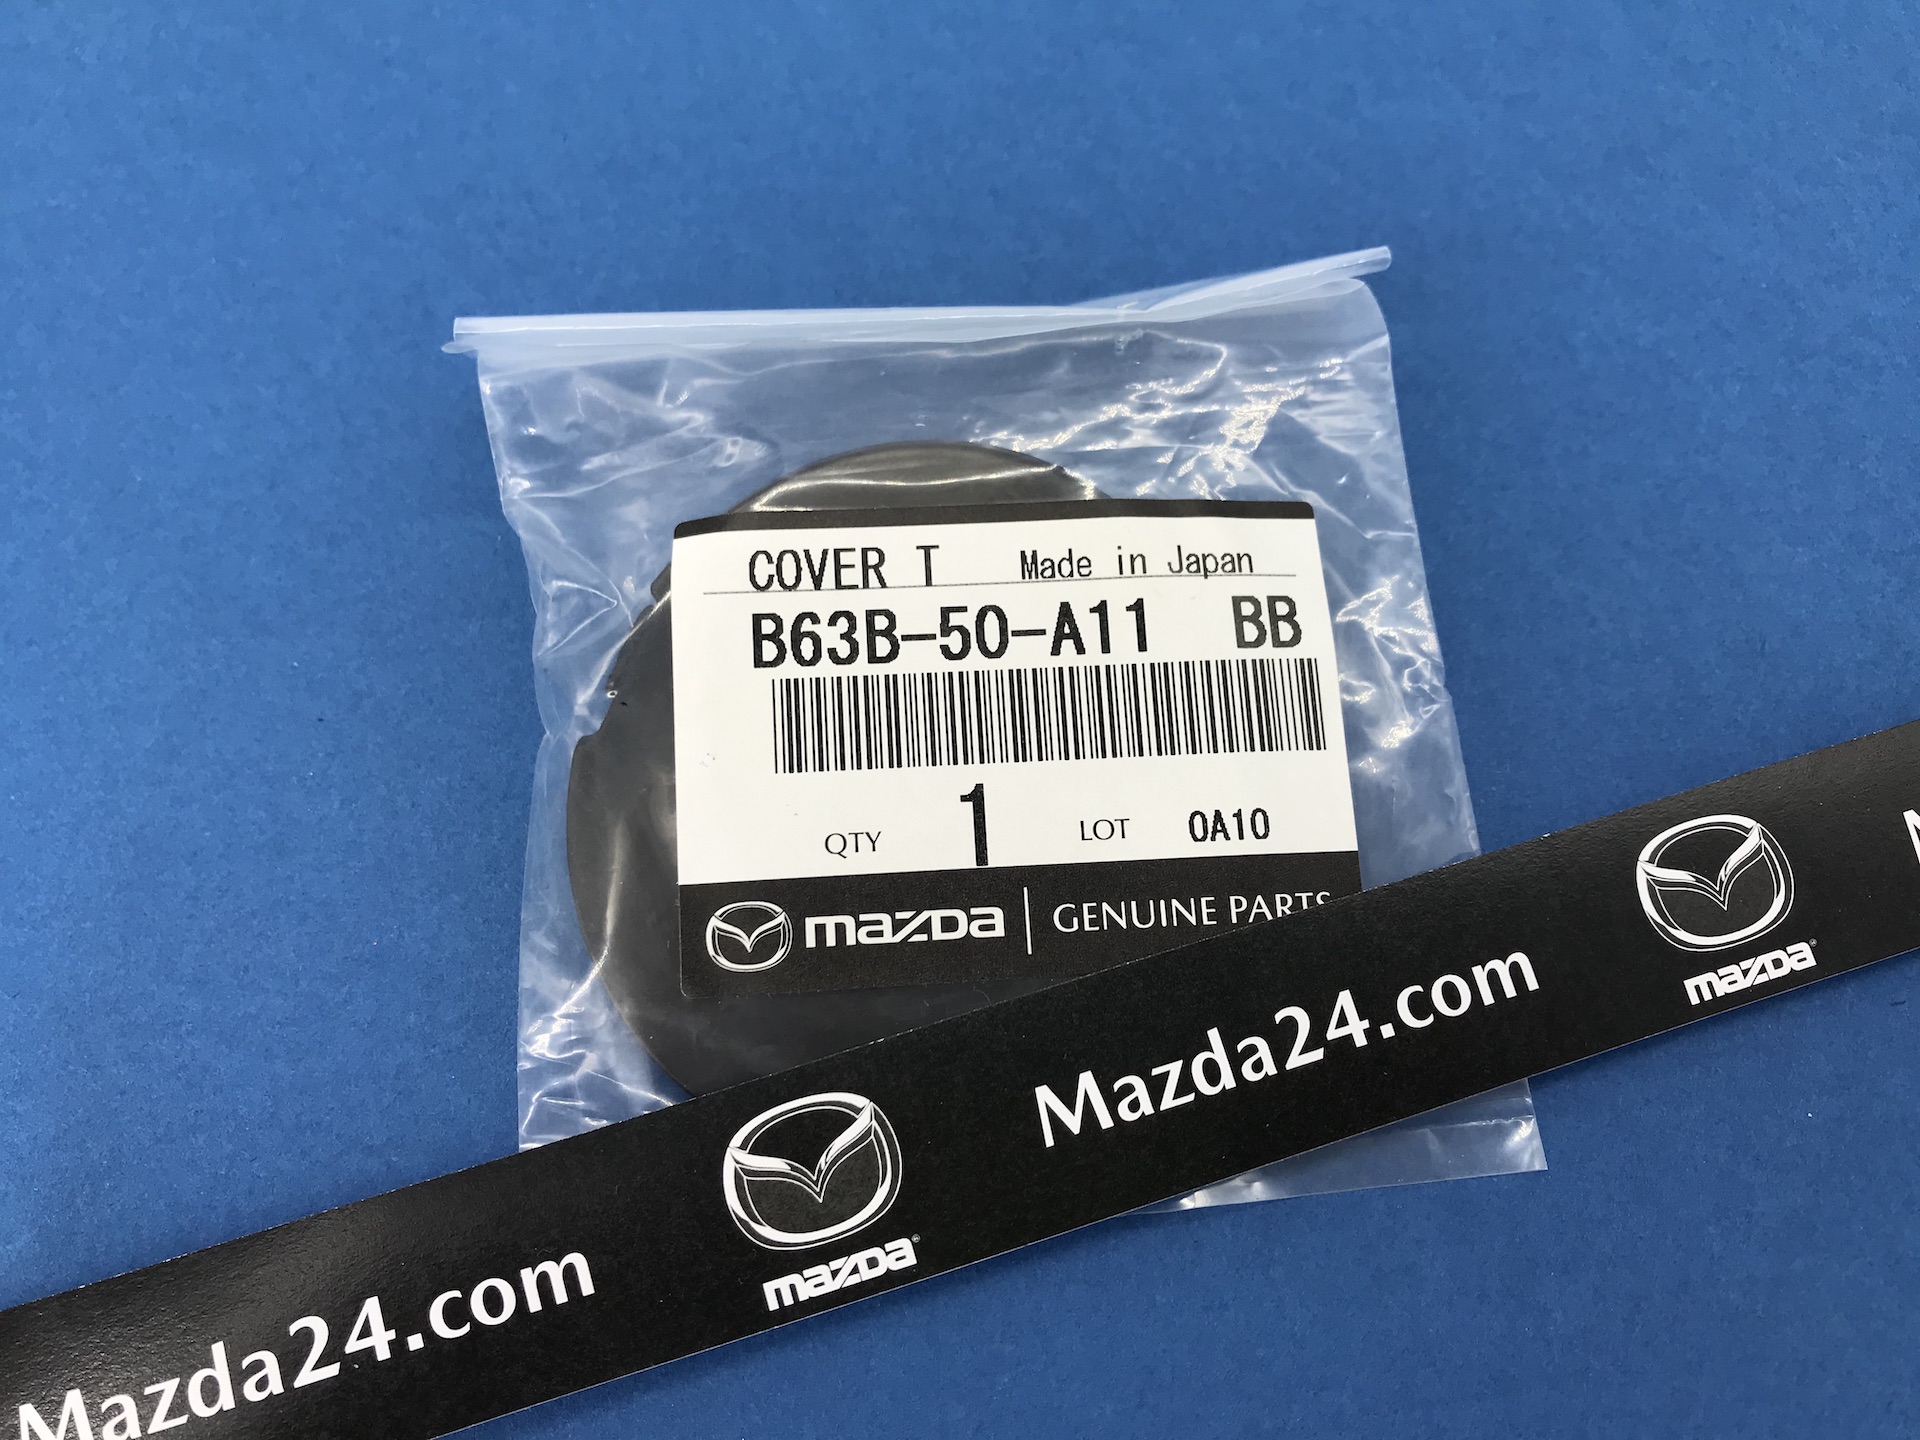 COVER T Made in Japan
B63B-50-A11 BB
QTY 1 LOT 0A10
mazda GENUINE PARTS
mazda
Mazda24.com
mazda
Mazda24.com